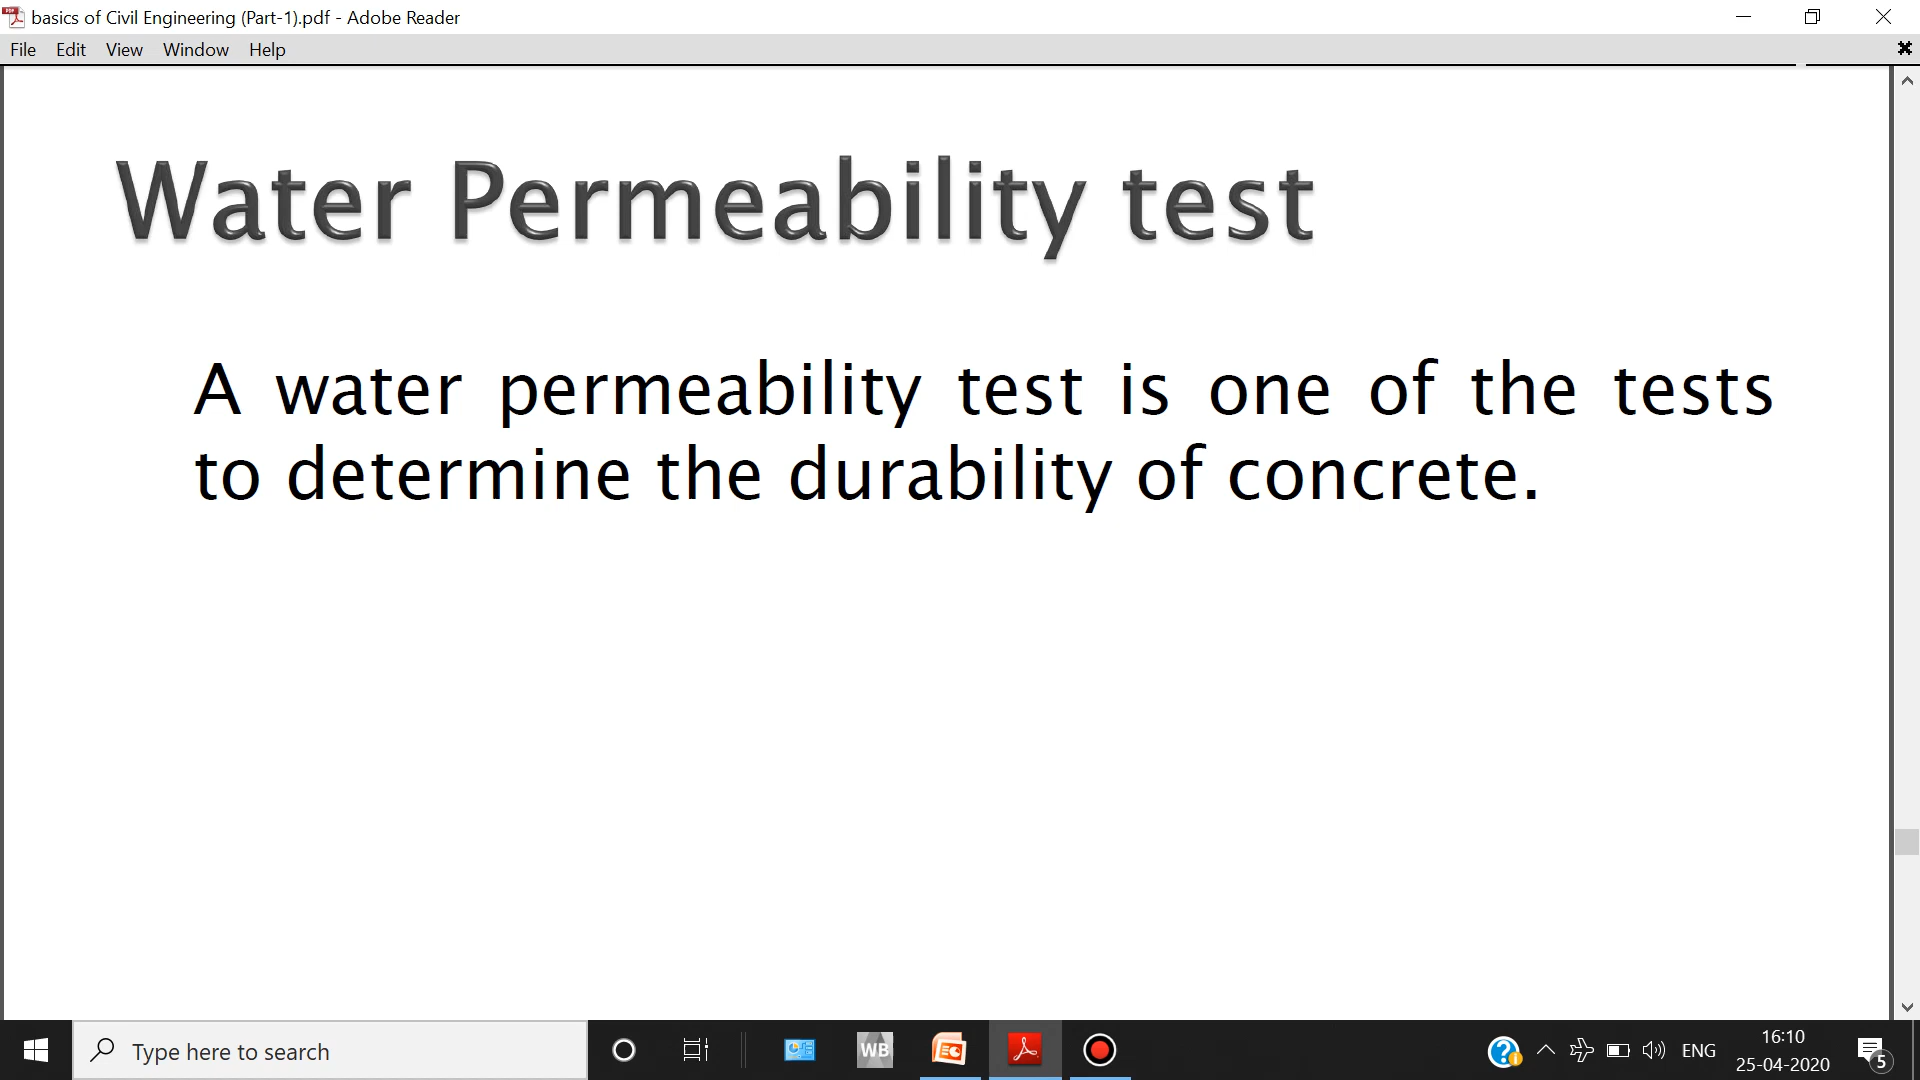 basics of Civil Engineering (Part-1).pdf - Adobe Reader
File Edit View Window Help
Water Permeability test
A water permeability test is one of the tests
to determine the durability of concrete.
Type here to search
WB
ENG
16:10
25-04-2020
5